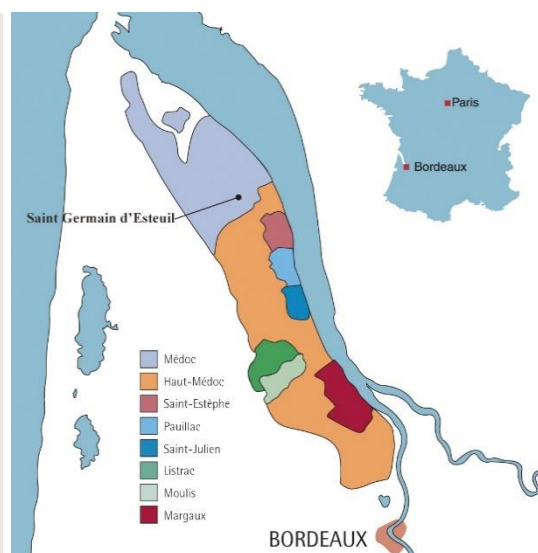 Paris
Bordeaux
Saint Germain d'Esteuil
Médoc
Haut-Médoc
Saint-Estèphe
Pauillac
Saint-Julien
Listrac
Moulis
Margaux
BORDEAUX